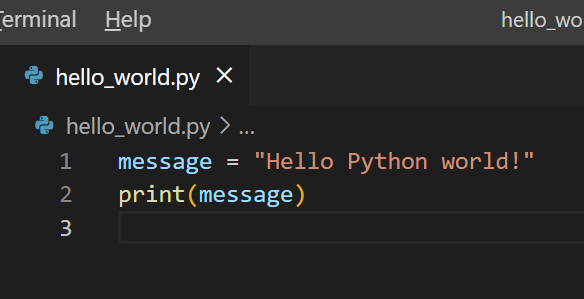 Terminal Help hello_wo
hello_world.py ×
hello_world.py > ...
1 message = "Hello Python world!"
2 print(message)
3